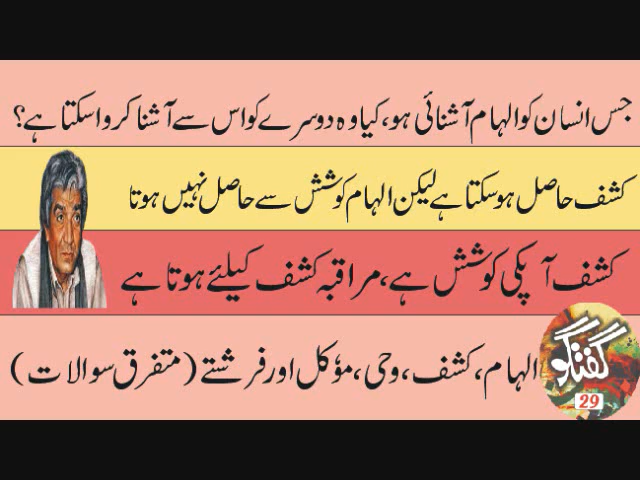 جس انسان کو الہام آشنائی ہو، کیا وہ دوسرے کو اس سے آشنا کروا سکتا ہے؟
کشف حاصل ہو سکتا ہے لیکن الہام کوشش سے حاصل نہیں ہوتا
کشف آپکی کوشش ہے، مراقبہ کشف کیلئے ہوتا ہے
الہام، کشف، وحی، مؤکل اور فرشتے (متفرق سوالات)
گفتگو
29